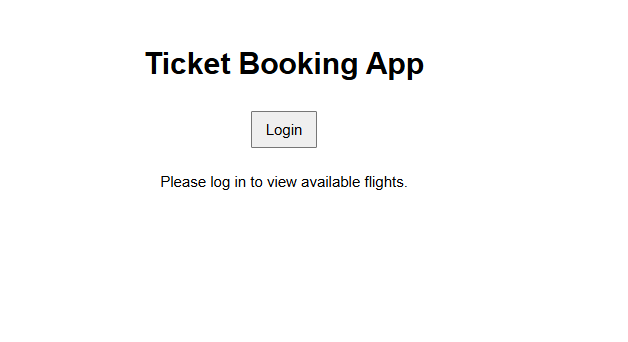 Ticket Booking App
Login
Please log in to view available flights.